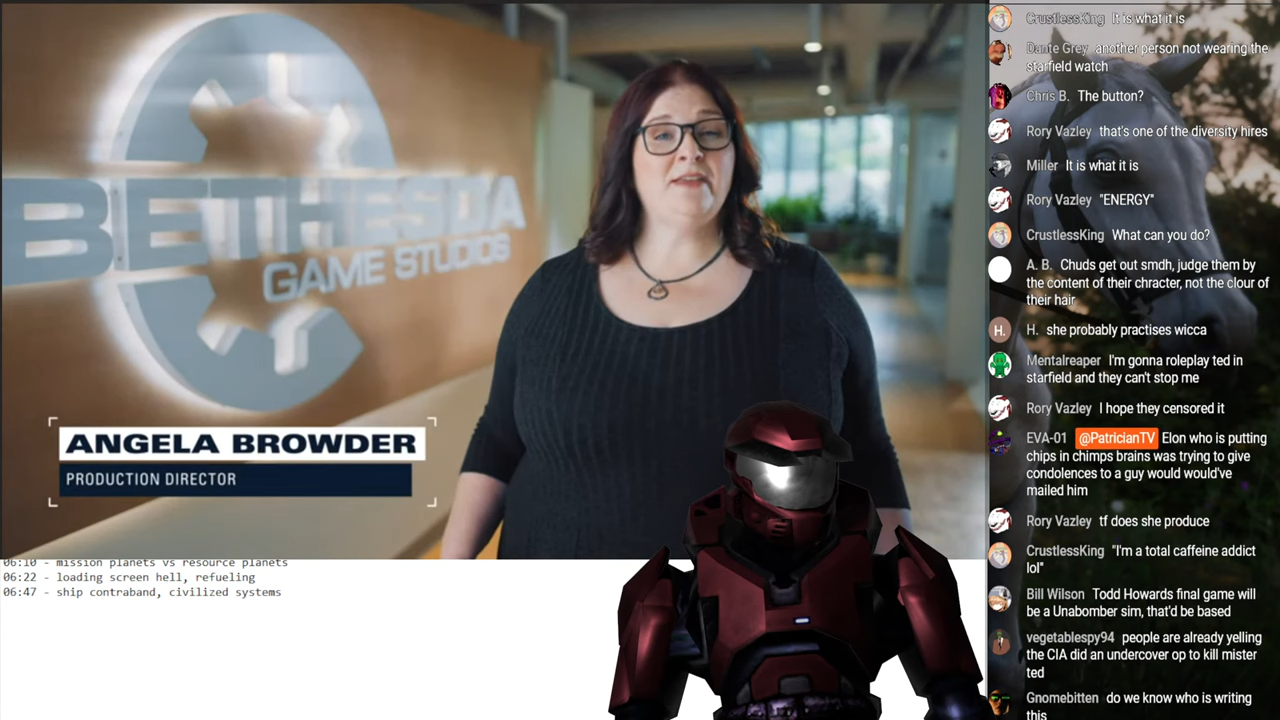 BETHESDA
GAME STUDIOS
ANGELA BROWDER
PRODUCTION DIRECTOR
06:10 - mission planets vs resource planets
06:22 - loading screen hell, refueling
06:47 - ship contraband, civilized systems
CrustlessKing It is what it is
Dante Grey another person not wearing the
starfield watch
Chris B. The button?
Rory Vazley that's one of the diversity hires
Miller It is what it is
Rory Vazley "ENERGY"
CrustlessKing What can you do?
A. B. Chuds get out smdh, judge them by
the content of their chracter, not the clour of
their hair
H. H. she probably practises wicca
Mentalreaper I'm gonna roleplay ted in
starfield and they can't stop me
Rory Vazley I hope they censored it
EVA-01 @PatricianTV Elon who is putting
chips in chimps brains was trying to give
condolences to a guy would would've
mailed him
Rory Vazley tf does she produce
CrustlessKing "I'm a total caffeine addict
lol"
Bill Wilson Todd Howards final game will
be a Unabomber sim, that'd be based
vegetablespy94 people are already yelling
the CIA did an undercover op to kill mister
ted
Gnomebitten do we know who is writing
this